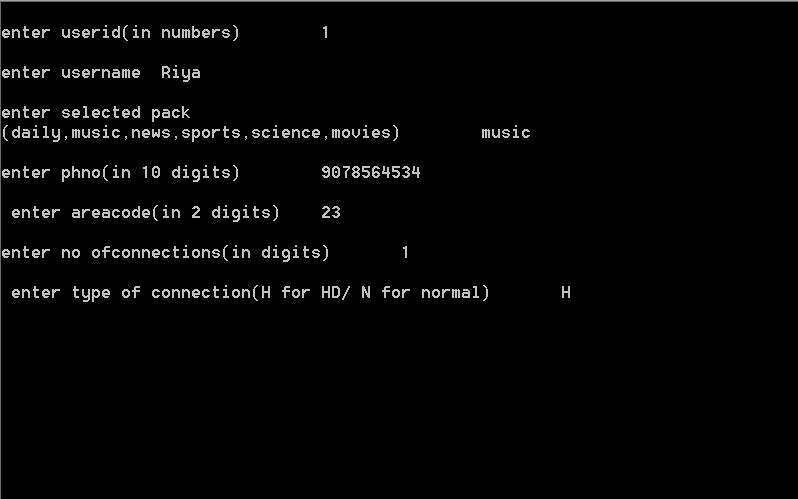 enter userid(in numbers) 1
enter username Riya
enter selected pack
(daily,music,news,sports,science,movies) music
enter phno(in 10 digits) 9078564534
enter areacode(in 2 digits) 23
enter no ofconnections(in digits) 1
enter type of connection(H for HD/ N for normal) H